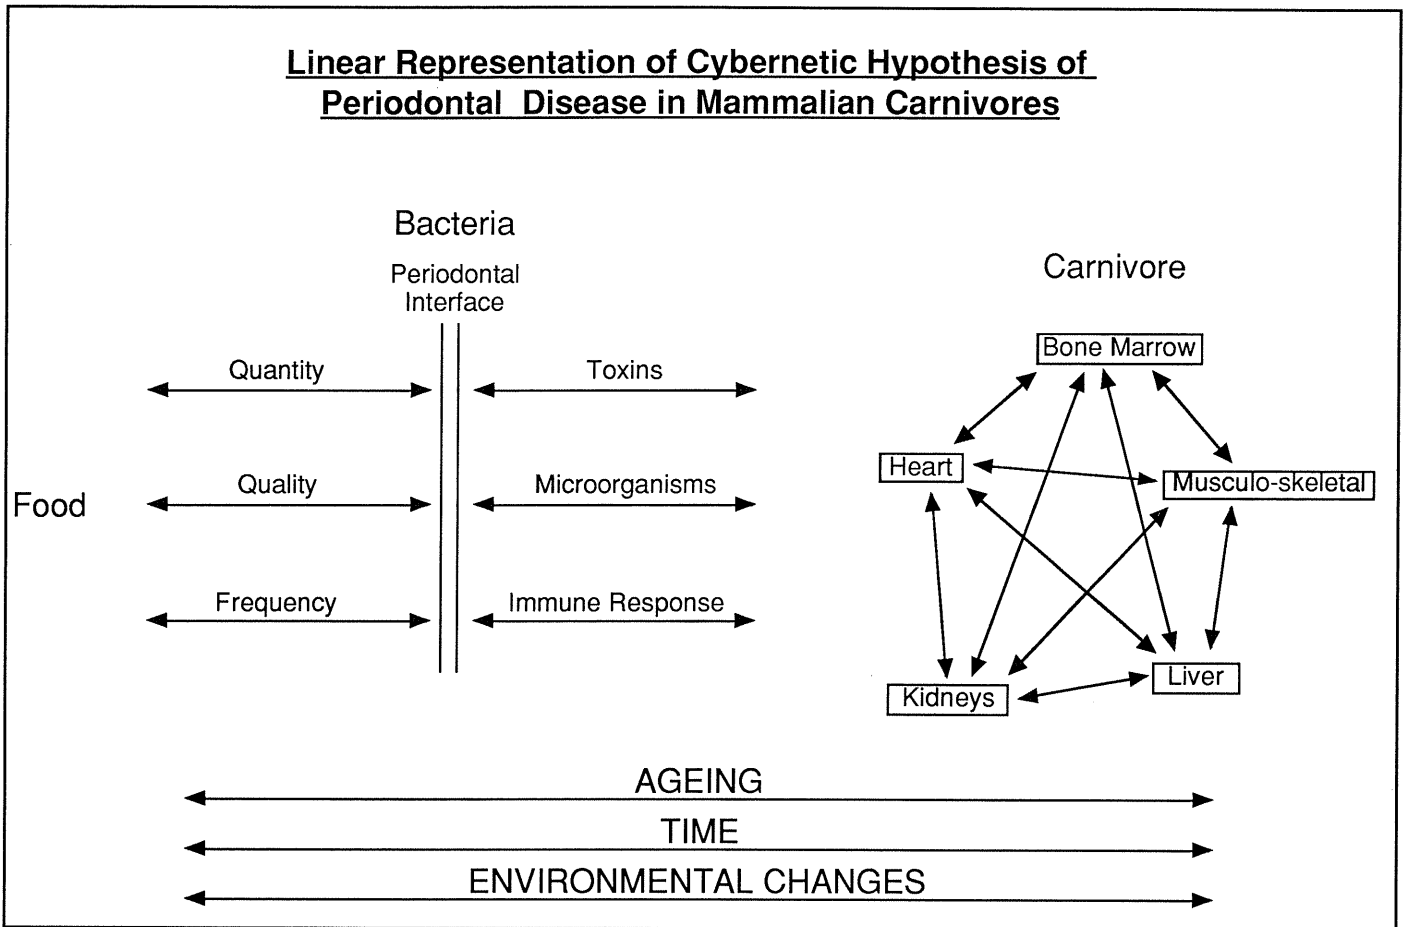 Linear Representation of Cybernetic Hypothesis of
Periodontal Disease in Mammalian Carnivores
Bacteria
Periodontal
Interface
Carnivore
Quantity
Toxins
Bone Marrow
Heart
Musculo-skeletal
Food
Quality
Microorganisms
Frequency
Immune Response
Kidneys
Liver
AGEING
TIME
ENVIRONMENTAL CHANGES